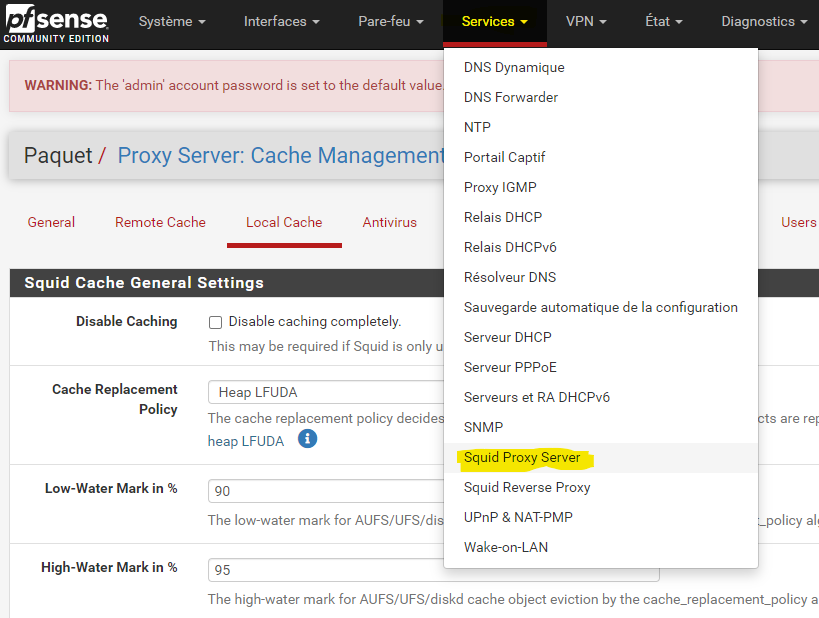 pfsense
COMMUNITY EDITION
Système Interfaces Pare-feu Services VPN État Diagnostics
WARNING: The 'admin' account password is set to the default value
Paquet / Proxy Server: Cache Management
General Remote Cache Local Cache Antivirus Users
DNS Dynamique
DNS Forwarder
NTP
Portail Captif
Proxy IGMP
Relais DHCP
Relais DHCPv6
Résolveur DNS
Sauvegarde automatique de la configuration
Serveur DHCP
Serveur PPPoE
Serveurs et RA DHCPv6
SNMP
Squid Proxy Server
Squid Reverse Proxy
UPnP & NAT-PMP
Wake-on-LAN
Squid Cache General Settings
Disable Caching
Disable caching completely.
This may be required if Squid is only u
Cache Replacement
Policy
Heap LFUDA
The cache replacement policy decides cts are rep
heap LFUDA
Low-Water Mark in %
90
The low-water mark for AUFS/UFS/dis t_policy alg
High-Water Mark in %
95
The high-water mark for AUFS/UFS/diskd cache object eviction by the cache_replacement_policy a